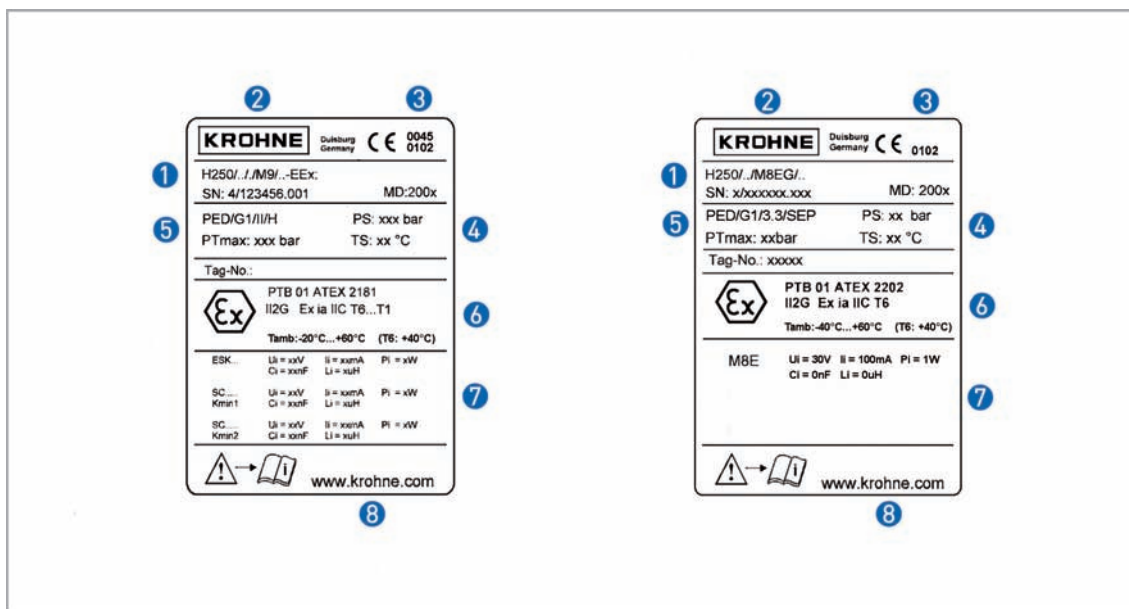 2 3
KROHNE Duisburg Germany CE 0045 0102
1
H250/../../M9/..-EEx:
SN: 4/123456.001 MD:200x
5 4
PED/G1/II/H PS: xxx bar
PTmax: xxx bar TS: xx °C
Tag-No.:
Ex
PTB 01 ATEX 2181
II2G Ex ia IIC T6...T1
6
Tamb:-20°C...+60°C (T6: +40°C)
ESK.. Ui = xxV Ii = xxmA Pi = xW
Ci = xxnF Li = xuH
7
SC..... Ui = xxV Ii = xxmA Pi = xW
Kmin1 Ci = xxnF Li = xuH
SC..... Ui = xxV Ii = xxmA Pi = xW
Kmin2 Ci = xxnF Li = xuH
i www.krohne.com
8
2 3
KROHNE Duisburg Germany CE 0102
1
H250/../M8EG/..
SN: x/xxxxxx.xxx MD: 200x
5 4
PED/G1/3.3/SEP PS: xx bar
PTmax: xxbar TS: xx °C
Tag-No.: xxxxx
Ex
PTB 01 ATEX 2202
II2G Ex ia IIC T6
6
Tamb:-40°C...+60°C (T6: +40°C)
M8E Ui = 30V Ii = 100mA Pi = 1W
Ci = 0nF Li = 0uH
7
i www.krohne.com
8